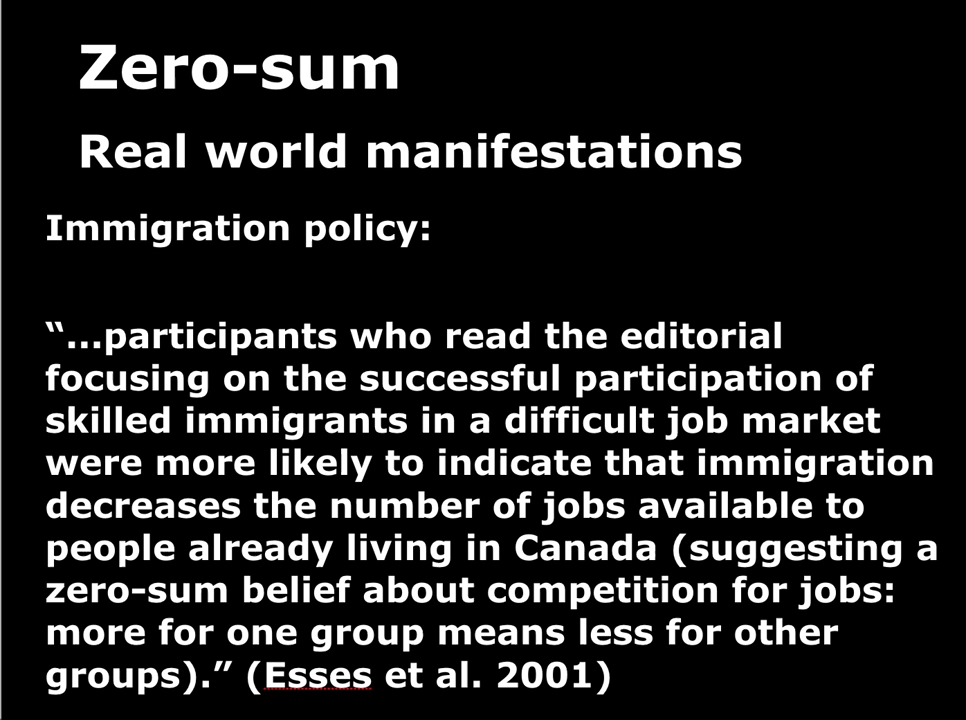 Zero-sum
Real world manifestations
Immigration policy:
“…participants who read the editorial
focusing on the successful participation of
skilled immigrants in a difficult job market
were more likely to indicate that immigration
decreases the number of jobs available to
people already living in Canada (suggesting a
zero-sum belief about competition for jobs:
more for one group means less for other
groups).” (Esses et al. 2001)